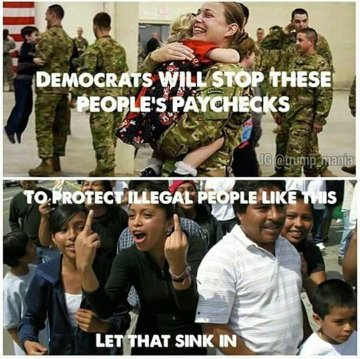 DEMOCRATS WILL STOP THESE
PEOPLE'S PAYCHECKS
IG @trump_mania
TO PROTECT ILLEGAL PEOPLE LIKE THIS
LET THAT SINK IN